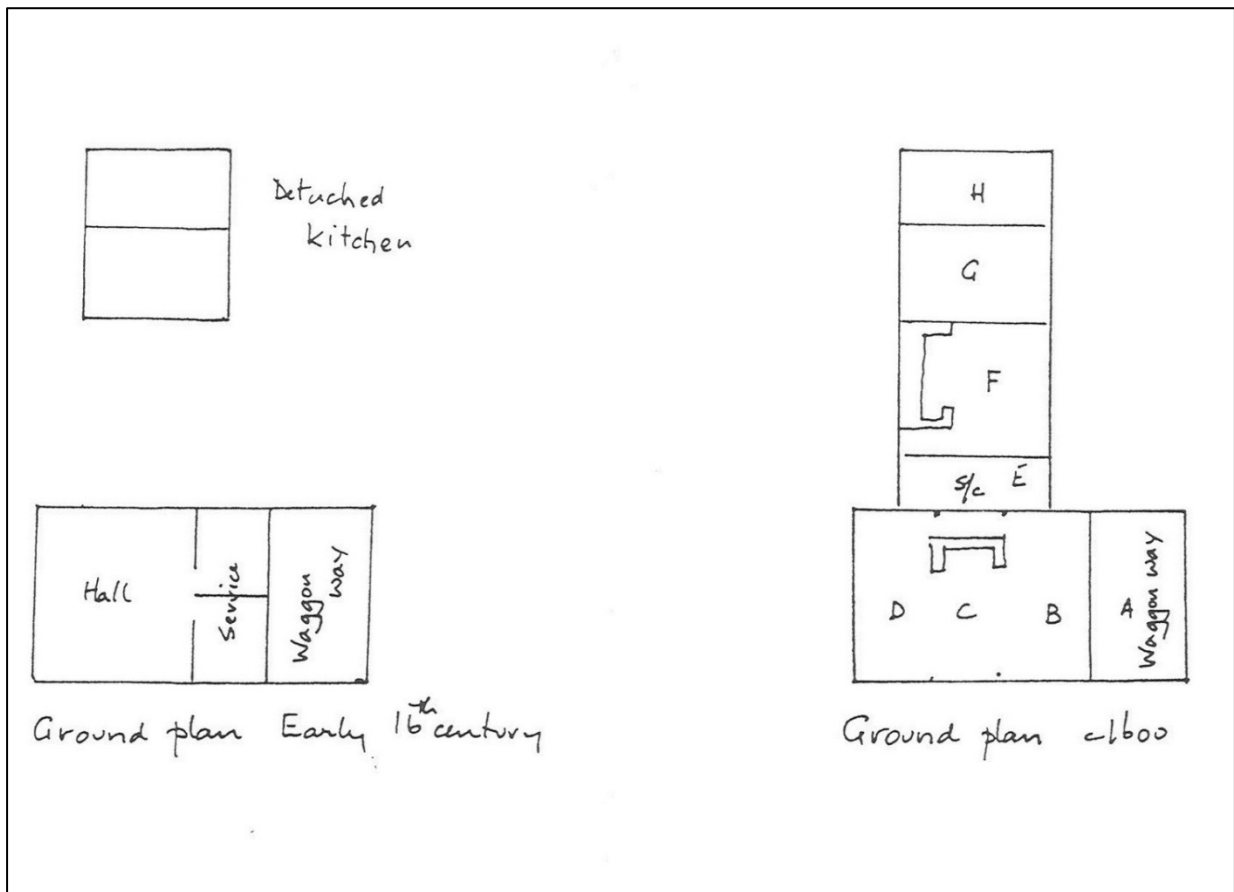 Detached
kitchen
Hall
Service
Waggon
way
Ground plan Early 16th century
H
G
F
S/c E
D C B A
Waggon way
Ground plan c1600